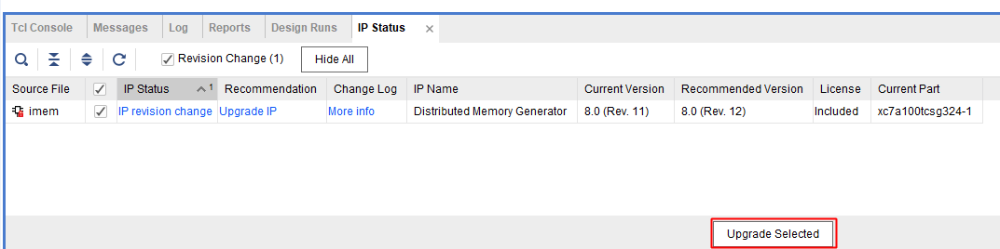 Tcl Console Messages Log Reports Design Runs IP Status ×
Revision Change (1) Hide All
Source File IP Status 1 Recommendation Change Log IP Name Current Version Recommended Version License Current Part
imem IP revision change Upgrade IP More info Distributed Memory Generator 8.0 (Rev. 11) 8.0 (Rev. 12) Included xc7a100tcsg324-1
Upgrade Selected